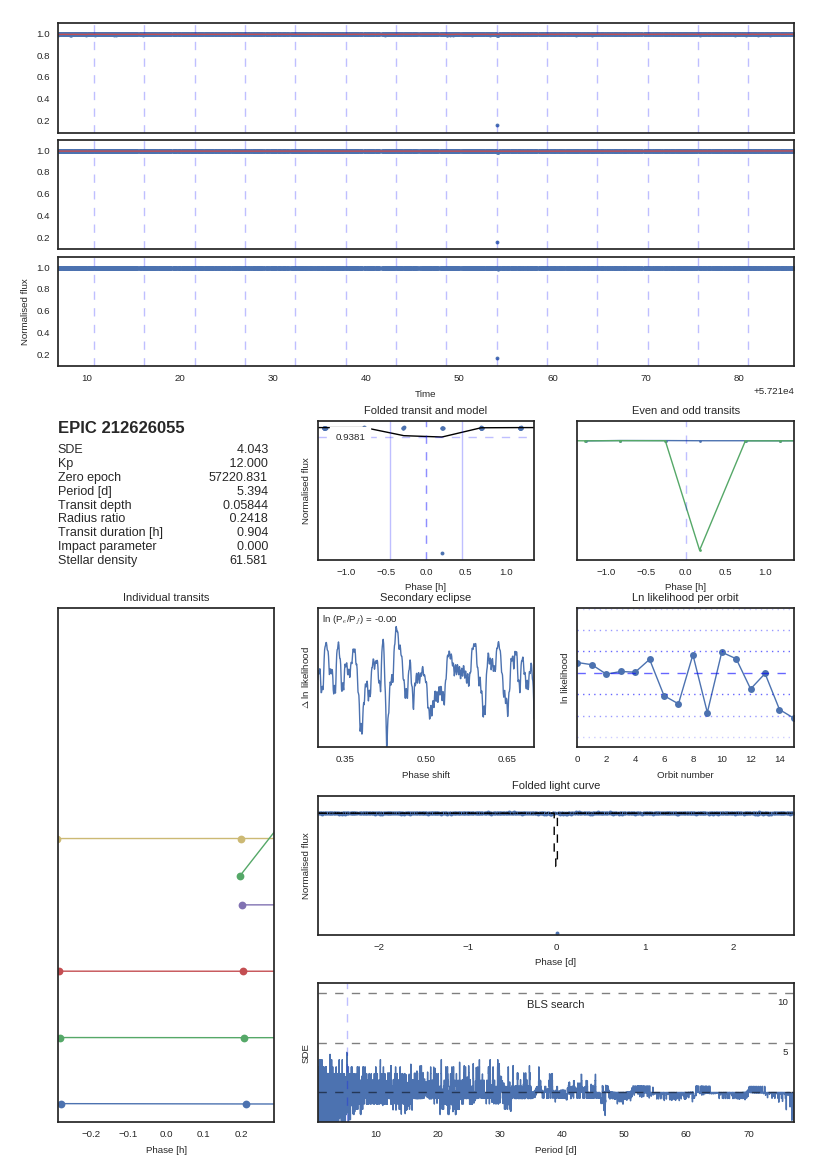 1.0
0.8
0.6
0.4
0.2
1.0
0.8
0.6
0.4
0.2
Normalised flux
1.0
0.8
0.6
0.4
0.2
10 20 30 40 50 60 70 80
Time
+5.721e4
EPIC 212626055
SDE 4.043
Kp 12.000
Zero epoch 57220.831
Period [d] 5.394
Transit depth 0.05844
Radius ratio 0.2418
Transit duration [h] 0.904
Impact parameter 0.000
Stellar density 61.581
Folded transit and model
Normalised flux
0.9381
−1.0 −0.5 0.0 0.5 1.0
Phase [h]
Even and odd transits
−1.0 −0.5 0.0 0.5 1.0
Phase [h]
Individual transits
−0.2 −0.1 0.0 0.1 0.2
Phase [h]
Secondary eclipse
Δ ln likelihood
ln (Pₑ/P𝑓) = -0.00
0.35 0.50 0.65
Phase shift
Ln likelihood per orbit
ln likelihood
0 2 4 6 8 10 12 14
Orbit number
Folded light curve
Normalised flux
−2 −1 0 1 2
Phase [d]
BLS search
SDE
10
5
10 20 30 40 50 60 70
Period [d]